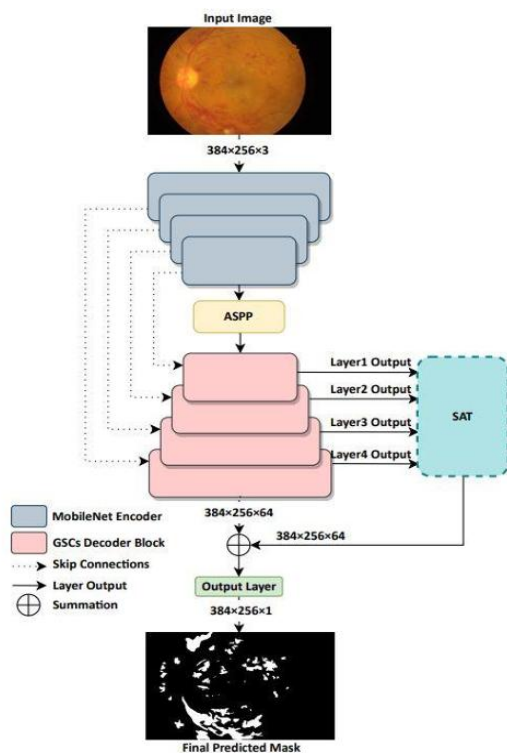 Input Image
384×256×3
ASPP
Layer1 Output
Layer2 Output
Layer3 Output
Layer4 Output
SAT
384×256×64
384×256×64
MobileNet Encoder
GSCs Decoder Block
Skip Connections
Layer Output
Summation
Output Layer
384×256×1
Final Predicted Mask